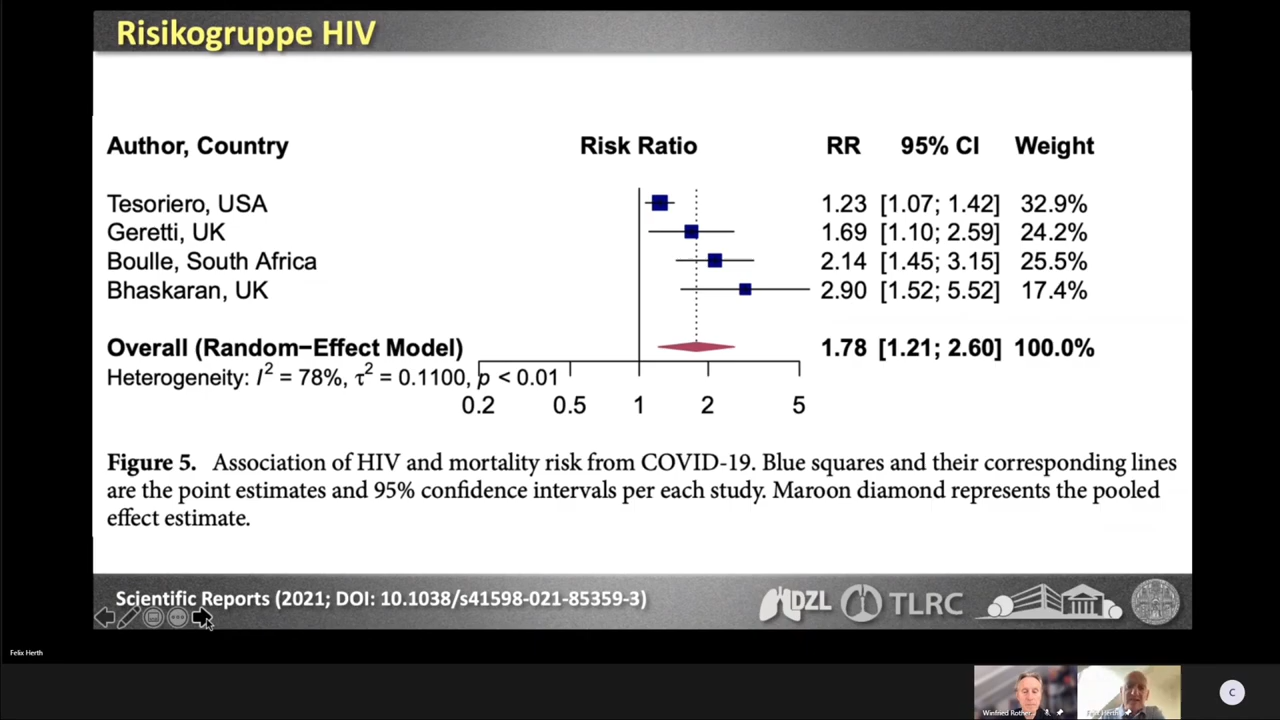 Risikogruppe HIV
Author, Country Risk Ratio RR 95% CI Weight
Tesoriero, USA 1.23 [1.07; 1.42] 32.9%
Geretti, UK 1.69 [1.10; 2.59] 24.2%
Boulle, South Africa 2.14 [1.45; 3.15] 25.5%
Bhaskaran, UK 2.90 [1.52; 5.52] 17.4%
Overall (Random−Effect Model) 1.78 [1.21; 2.60] 100.0%
Heterogeneity: I² = 78%, τ² = 0.1100, p < 0.01
0.2 0.5 1 2 5
Figure 5. Association of HIV and mortality risk from COVID-19. Blue squares and their corresponding lines
are the point estimates and 95% confidence intervals per each study. Maroon diamond represents the pooled
effect estimate.
Scientific Reports (2021; DOI: 10.1038/s41598-021-85359-3)
DZL TLRC
Felix Herth
Winfried Rother Felix Herth
C